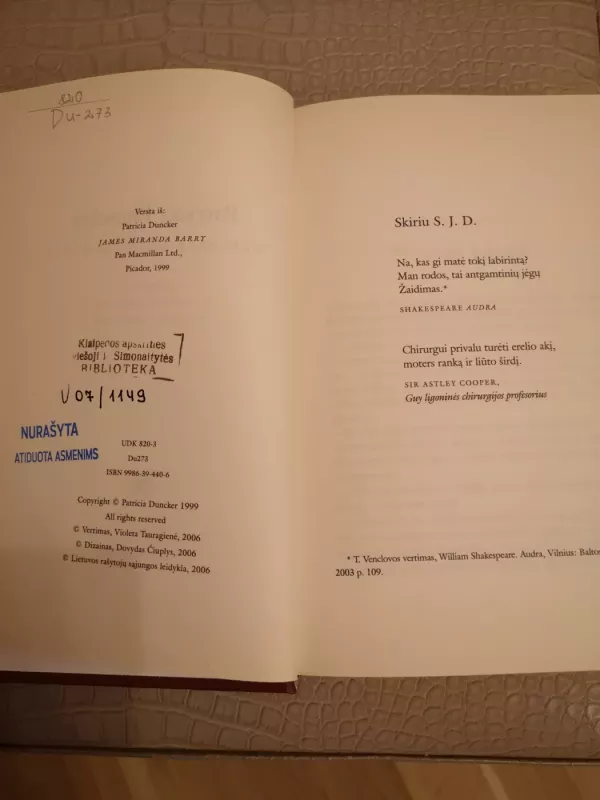 820
Du-273
Versta iš:
Patricia Duncker
JAMES MIRANDA BARRY
Pan Macmillan Ltd.,
Picador, 1999
Klaipėdos apskrities
viešoji I Simonaitytės
BIBLIOTEKA
V 07/1149
NURAŠYTA
ATIDUOTA ASMENIMS
UDK 820-3
Du273
ISBN 9986-39-440-6
Copyright © Patricia Duncker 1999
All rights reserved
© Vertimas, Violeta Tauragienė, 2006
© Dizainas, Dovydas Čiuplys, 2006
© Lietuvos rašytojų sąjungos leidykla, 2006
Skiriu S. J. D.
Na, kas gi matė tokį labirintą?
Man rodos, tai antgamtinių jėgų
Žaidimas.*
SHAKESPEARE AUDRA
Chirurgui privalu turėti erelio akį,
moters ranką ir liūto širdį.
SIR ASTLEY COOPER,
Guy ligoninės chirurgijos profesorius
* T. Venclovos vertimas, William Shakespeare. Audra, Vilnius: Baltos
2003 p. 109.